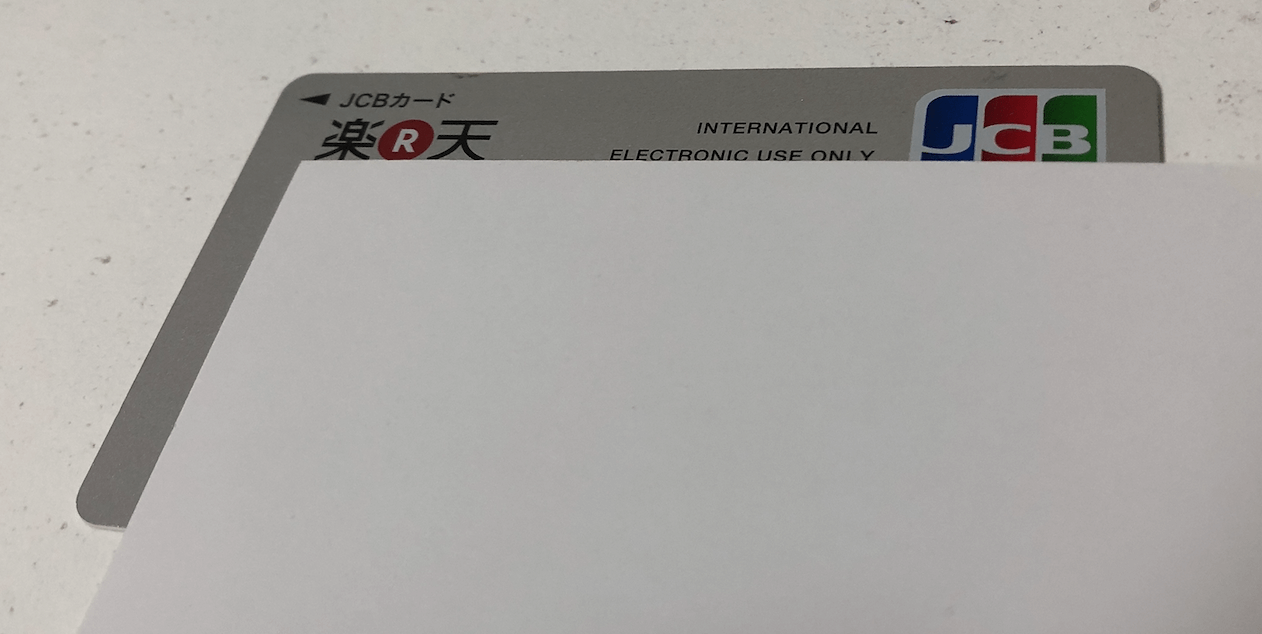 ◀ JCBカード
楽R天
INTERNATIONAL
ELECTRONIC USE ONLY
JCB